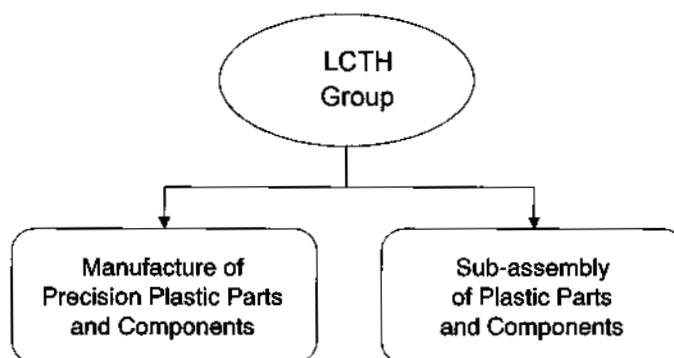 LCTH
Group
Manufacture of
Precision Plastic Parts
and Components
Sub-assembly
of Plastic Parts
and Components